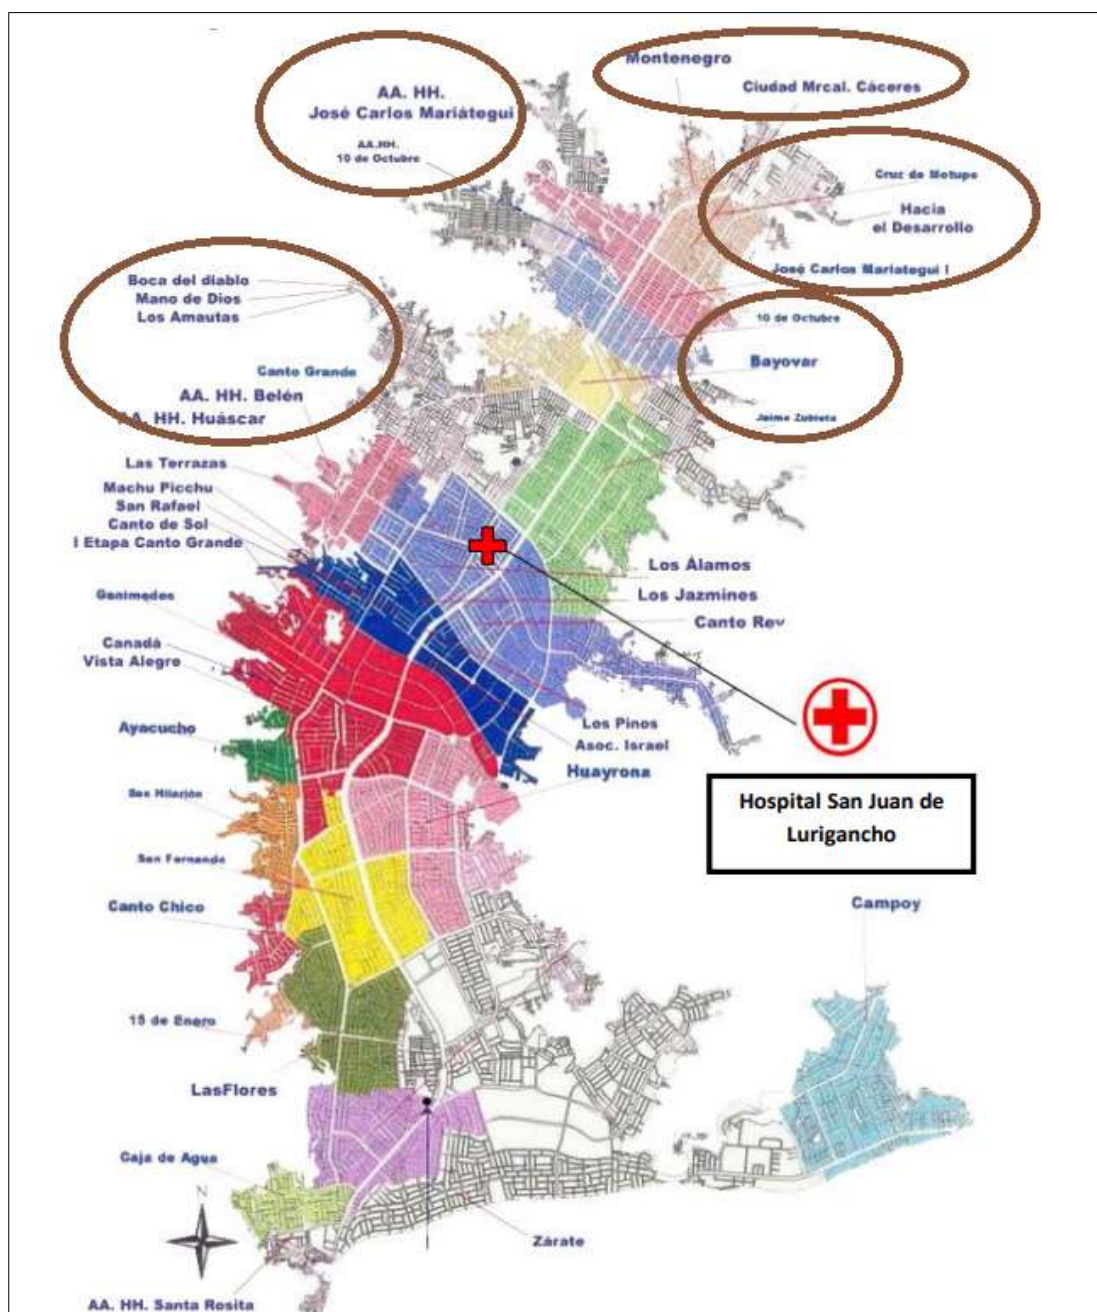 Montenegro
Ciudad Mrcal. Cáceres
AA. HH.
José Carlos Mariátegui
AA.HH.
10 de Octubre
Cruz de Motupe
Hacia
el Desarrollo
José Carlos Mariategui I
Boca del diablo
Mano de Dios
Los Amautas
10 de Octubre
Bayovar
Canto Grande
AA. HH. Belén
AA. HH. Huáscar
Jaime Zubieta
Las Terrazas
Machu Picchu
San Rafael
Canto de Sol
I Etapa Canto Grande
Los Álamos
Los Jazmines
Canto Rey
Ganimedes
Canadá
Vista Alegre
Los Pinos
Asoc. Israel
Huayrona
Ayacucho
San Hilarión
Hospital San Juan de
Lurigancho
San Fernando
Canto Chico
Campoy
15 de Enero
LasFlores
Caja de Agua
N
Zárate
AA. HH. Santa Rosita